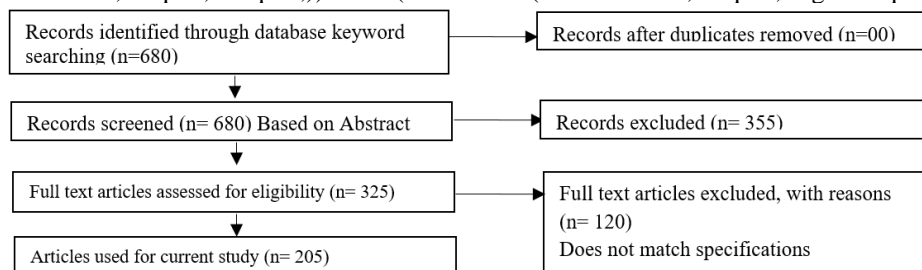 Records identified through database keyword
searching (n=680)
Records after duplicates removed (n=00)
Records screened (n= 680) Based on Abstract
Records excluded (n= 355)
Full text articles assessed for eligibility (n= 325)
Full text articles excluded, with reasons
(n= 120)
Does not match specifications
Articles used for current study (n= 205)